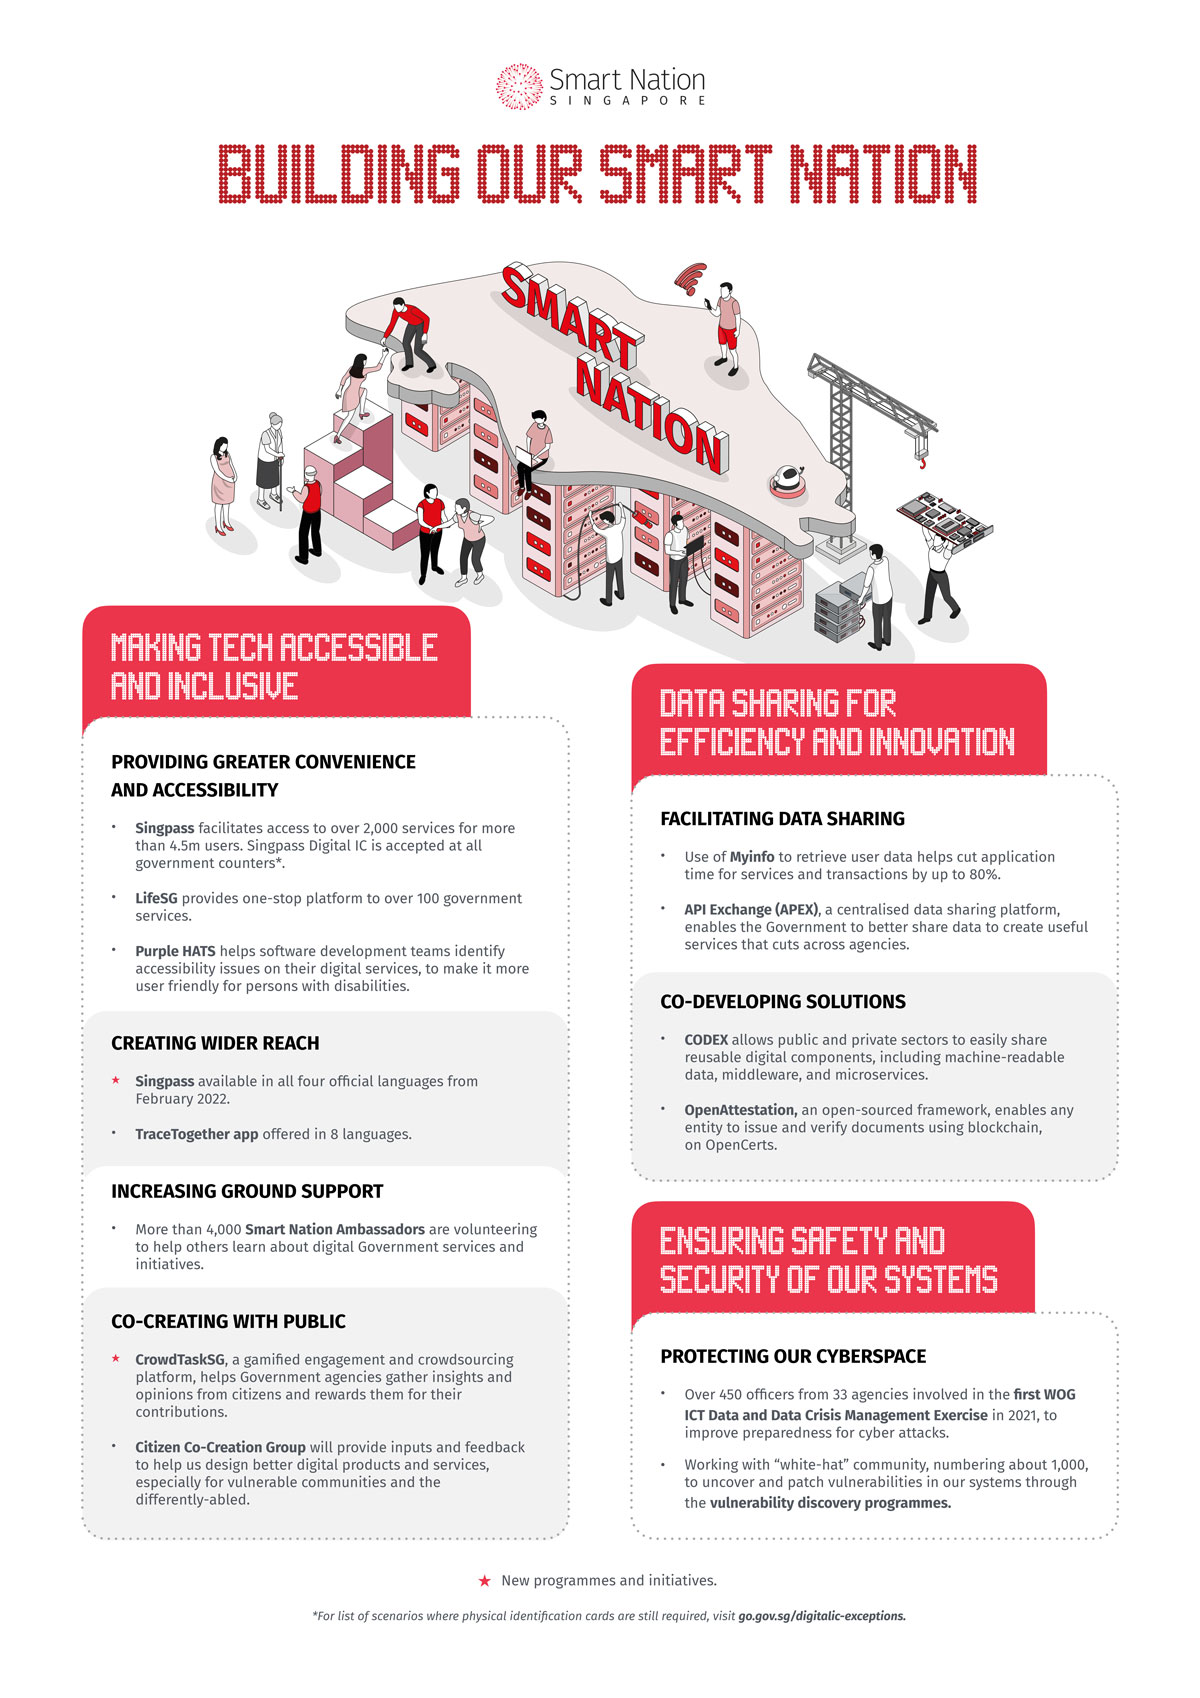 Smart Nation
SINGAPORE
BUILDING OUR SMART NATION
SMART
NATION
MAKING TECH ACCESSIBLE
AND INCLUSIVE
PROVIDING GREATER CONVENIENCE
AND ACCESSIBILITY
• Singpass facilitates access to over 2,000 services for more
than 4.5m users. Singpass Digital IC is accepted at all
government counters*.
• LifeSG provides one-stop platform to over 100 government
services.
• Purple HATS helps software development teams identify
accessibility issues on their digital services, to make it more
user friendly for persons with disabilities.
CREATING WIDER REACH
★ Singpass available in all four official languages from
February 2022.
• TraceTogether app offered in 8 languages.
INCREASING GROUND SUPPORT
• More than 4,000 Smart Nation Ambassadors are volunteering
to help others learn about digital Government services and
initiatives.
CO-CREATING WITH PUBLIC
★ CrowdTaskSG, a gamified engagement and crowdsourcing
platform, helps Government agencies gather insights and
opinions from citizens and rewards them for their
contributions.
• Citizen Co-Creation Group will provide inputs and feedback
to help us design better digital products and services,
especially for vulnerable communities and the
differently-abled.
DATA SHARING FOR
EFFICIENCY AND INNOVATION
FACILITATING DATA SHARING
• Use of Myinfo to retrieve user data helps cut application
time for services and transactions by up to 80%.
• API Exchange (APEX), a centralised data sharing platform,
enables the Government to better share data to create useful
services that cuts across agencies.
CO-DEVELOPING SOLUTIONS
• CODEX allows public and private sectors to easily share
reusable digital components, including machine-readable
data, middleware, and microservices.
• OpenAttestation, an open-sourced framework, enables any
entity to issue and verify documents using blockchain,
on OpenCerts.
ENSURING SAFETY AND
SECURITY OF OUR SYSTEMS
PROTECTING OUR CYBERSPACE
• Over 450 officers from 33 agencies involved in the first WOG
ICT Data and Data Crisis Management Exercise in 2021, to
improve preparedness for cyber attacks.
• Working with “white-hat” community, numbering about 1,000,
to uncover and patch vulnerabilities in our systems through
the vulnerability discovery programmes.
★ New programmes and initiatives.
*For list of scenarios where physical identification cards are still required, visit go.gov.sg/digitalic-exceptions.